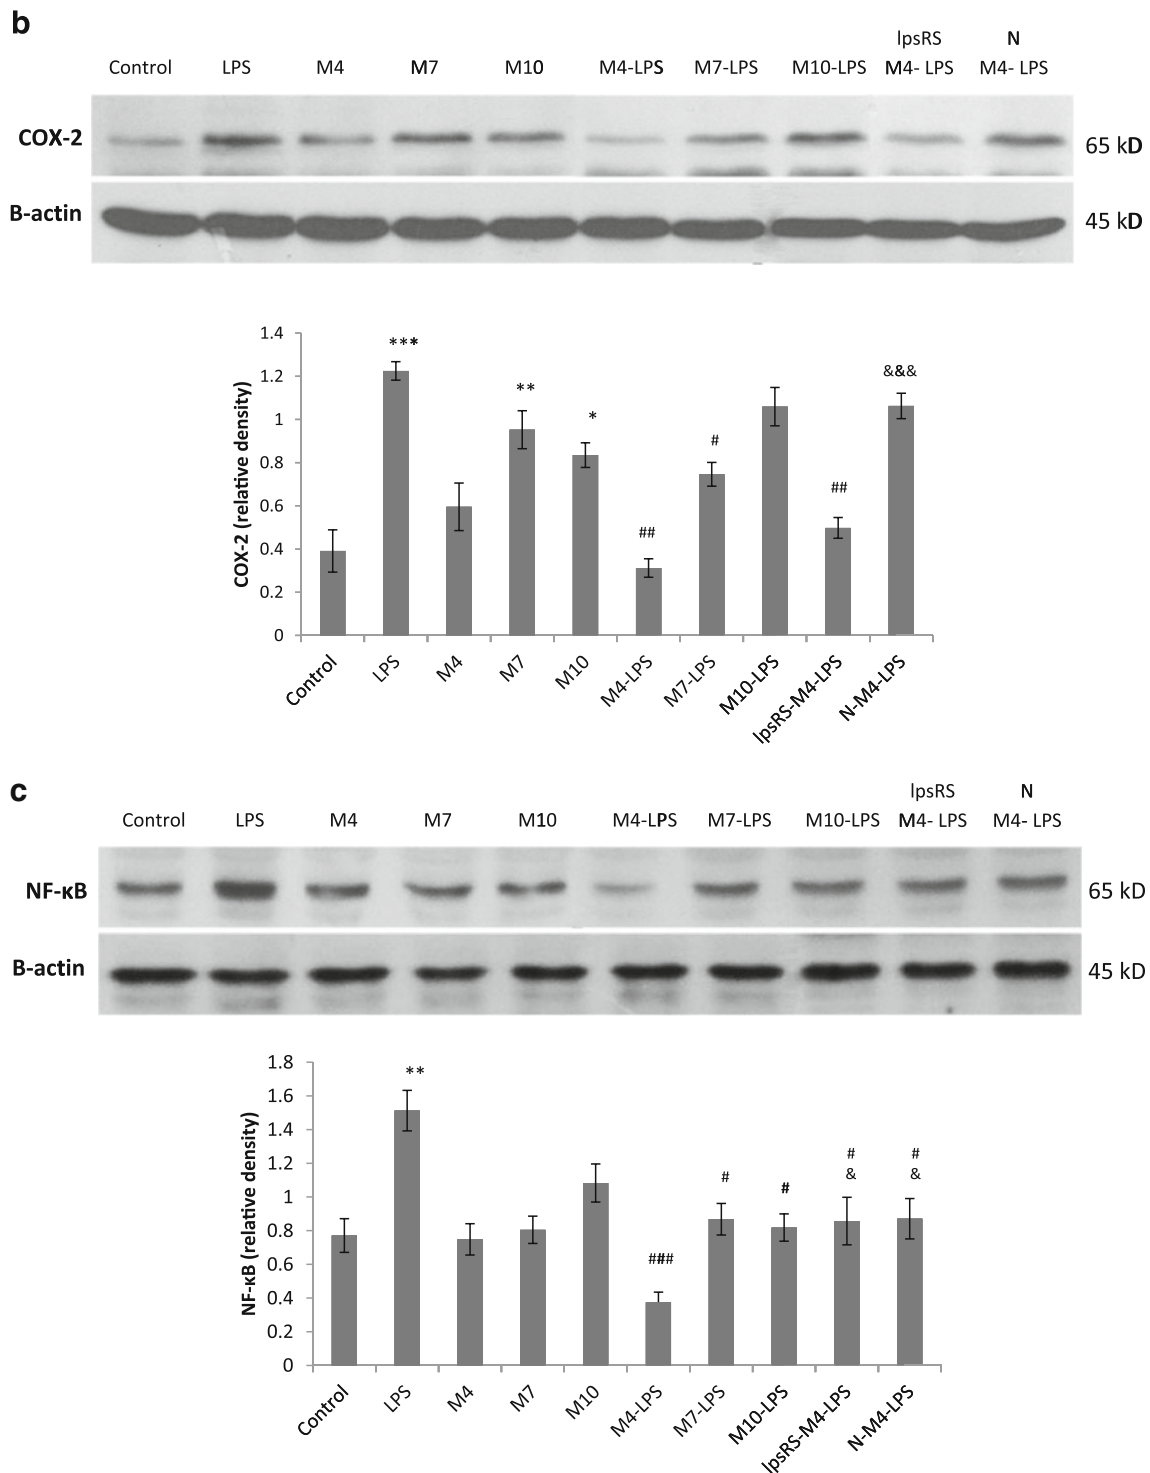 b
lpsRS N
Control LPS M4 M7 M10 M4-LPS M7-LPS M10-LPS M4- LPS M4- LPS
COX-2 65 kD
B-actin 45 kD
COX-2 (relative density)
1.4
1.2
1
0.8
0.6
0.4
0.2
0
***
**
*
##
#
##
&&&
Control LPS M4 M7 M10 M4-LPS M7-LPS M10-LPS lpsRS-M4-LPS N-M4-LPS
c
lpsRS N
Control LPS M4 M7 M10 M4-LPS M7-LPS M10-LPS M4- LPS M4- LPS
NF-κB 65 kD
B-actin 45 kD
NF-κB (relative density)
1.8
1.6
1.4
1.2
1
0.8
0.6
0.4
0.2
0
**
###
#
#
# #
& &
Control LPS M4 M7 M10 M4-LPS M7-LPS M10-LPS lpsRS-M4-LPS N-M4-LPS